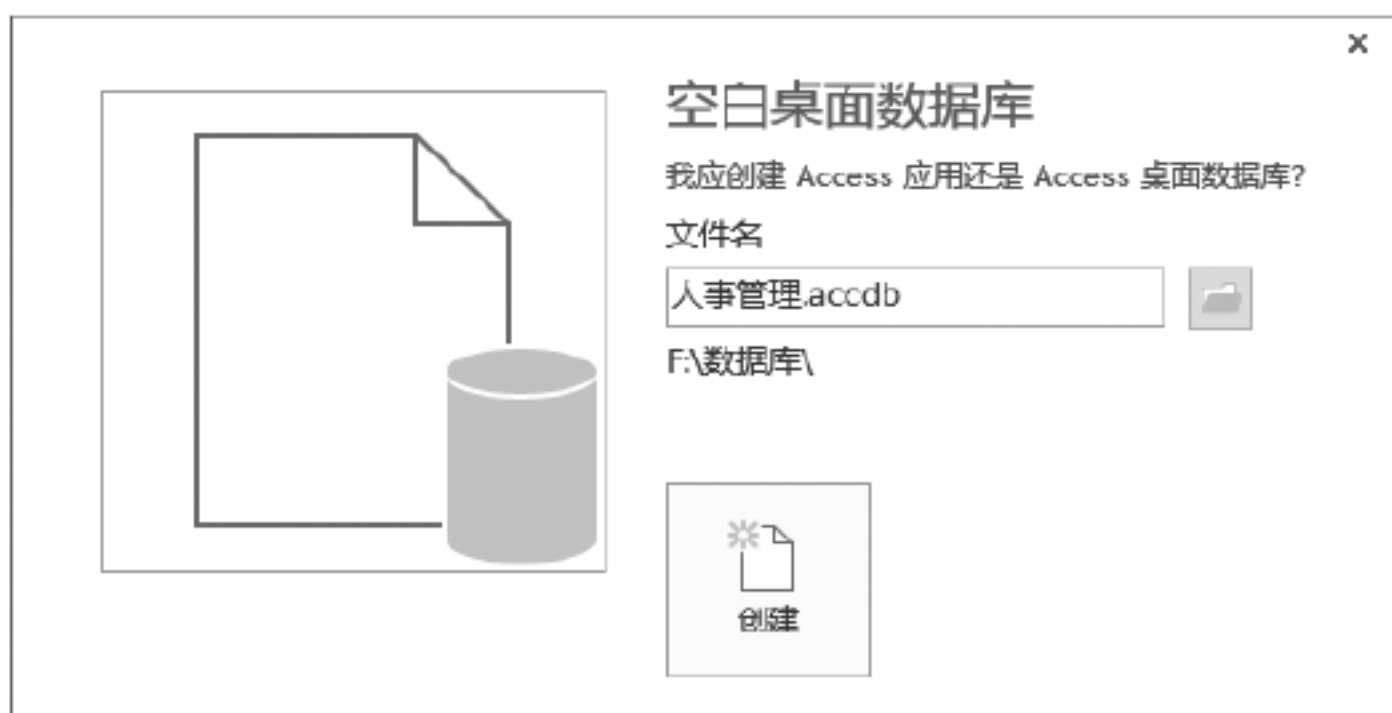 空白桌面数据库
我应创建 Access 应用还是 Access 桌面数据库?
文件名
人事管理.accdb
F:\数据库\
创建